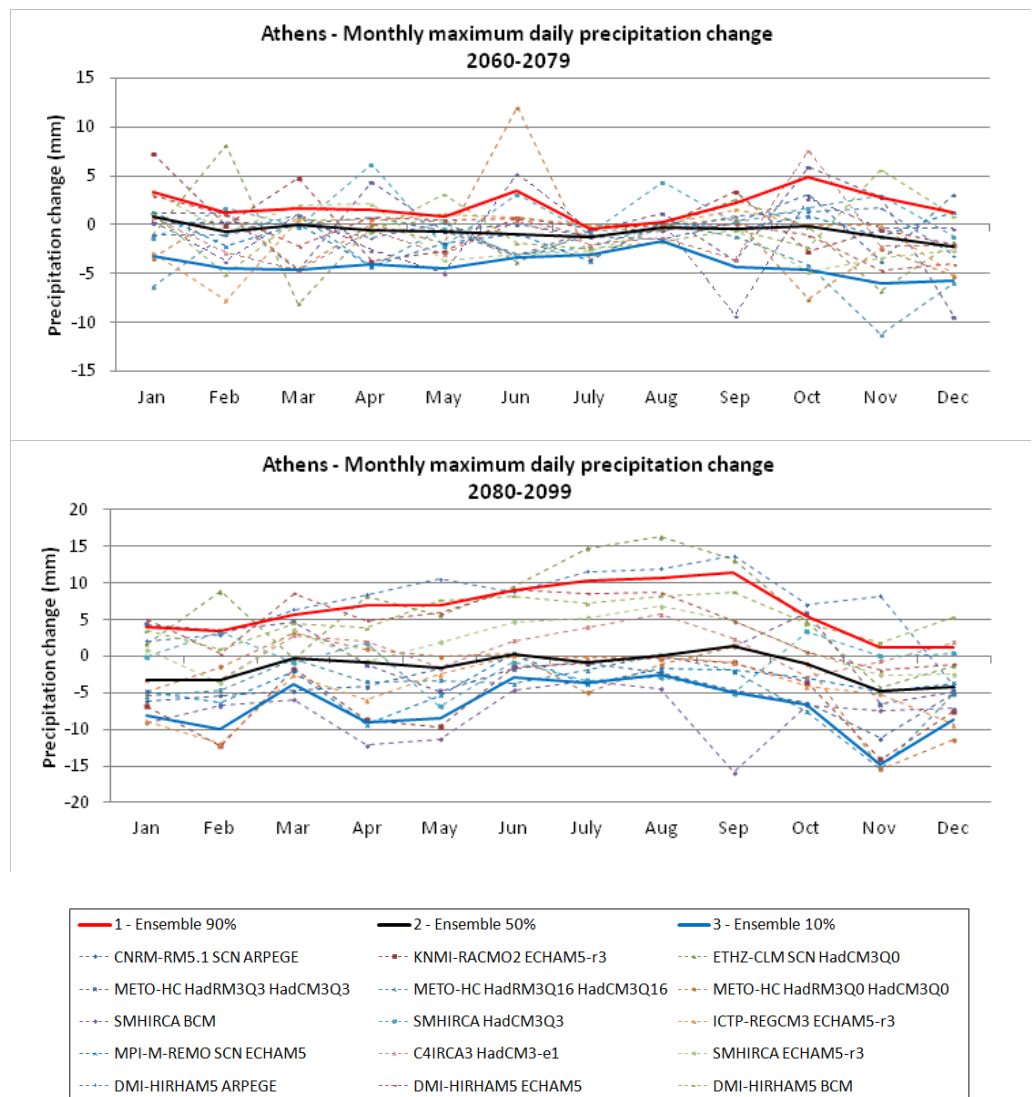 Athens - Monthly maximum daily precipitation change
2060-2079
Precipitation change (mm)
15
10
5
0
-5
-10
-15
Jan Feb Mar Apr May Jun July Aug Sep Oct Nov Dec
Athens - Monthly maximum daily precipitation change
2080-2099
Precipitation change (mm)
20
15
10
5
0
-5
-10
-15
-20
Jan Feb Mar Apr May Jun July Aug Sep Oct Nov Dec
1 - Ensemble 90% 2 - Ensemble 50% 3 - Ensemble 10%
CNRM-RM5.1 SCN ARPEGE KNMI-RACMO2 ECHAM5-r3 ETHZ-CLM SCN HadCM3Q0
METO-HC HadRM3Q3 HadCM3Q3 METO-HC HadRM3Q16 HadCM3Q16 METO-HC HadRM3Q0 HadCM3Q0
SMHIRCA BCM SMHIRCA HadCM3Q3 ICTP-REGCM3 ECHAM5-r3
MPI-M-REMO SCN ECHAM5 C4IRCA3 HadCM3-e1 SMHIRCA ECHAM5-r3
DMI-HIRHAM5 ARPEGE DMI-HIRHAM5 ECHAM5 DMI-HIRHAM5 BCM